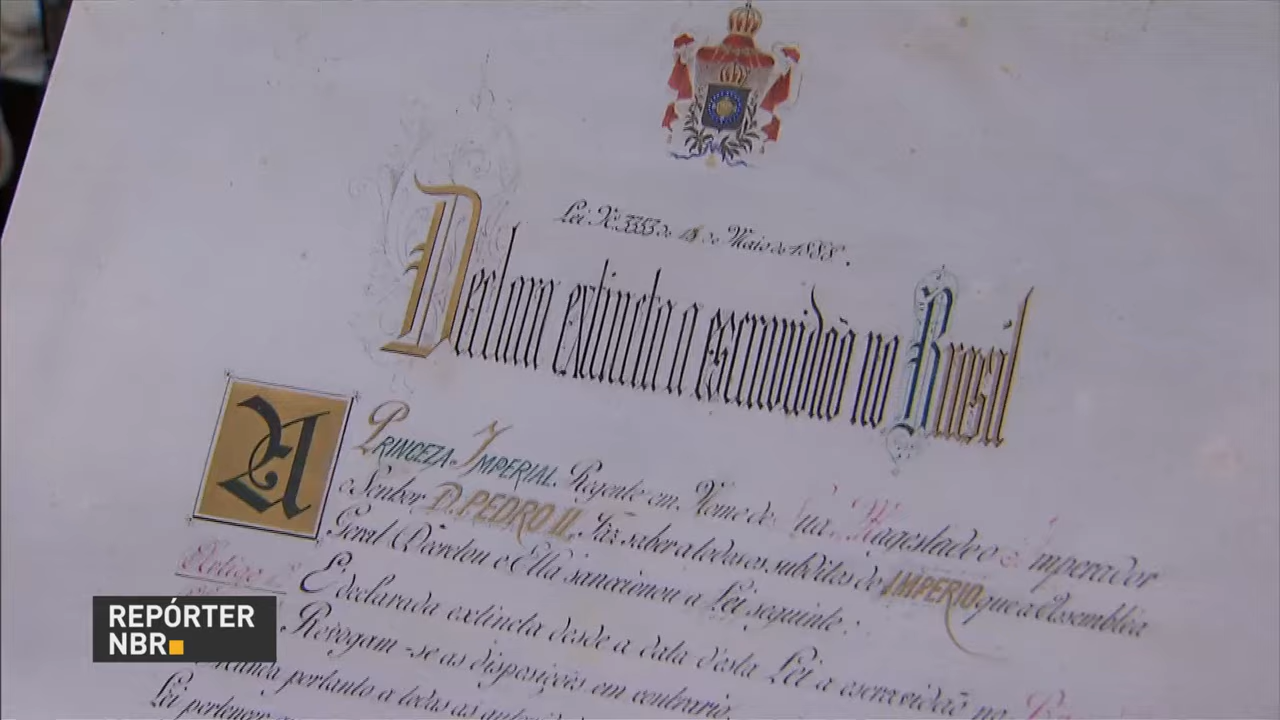 Lei Nº 3353 de 13 de Maio de 1888.
Declara extincta a escravidão no Brasil
A PRINCEZA IMPERIAL, Regente em Nome de Sua Magestade o Imperador
o Senhor D. PEDRO II, Faz saber a todos os subditos do IMPERIO que a Assembléa
Geral Decretou e Ella sanccionou a Lei seguinte:
Artigo 1º E declarada extincta desde a data d'esta Lei a escravidão no
Revogam-se as disposições em contrario.
Manda portanto a todas as
Lei
REPÓRTER
NBR